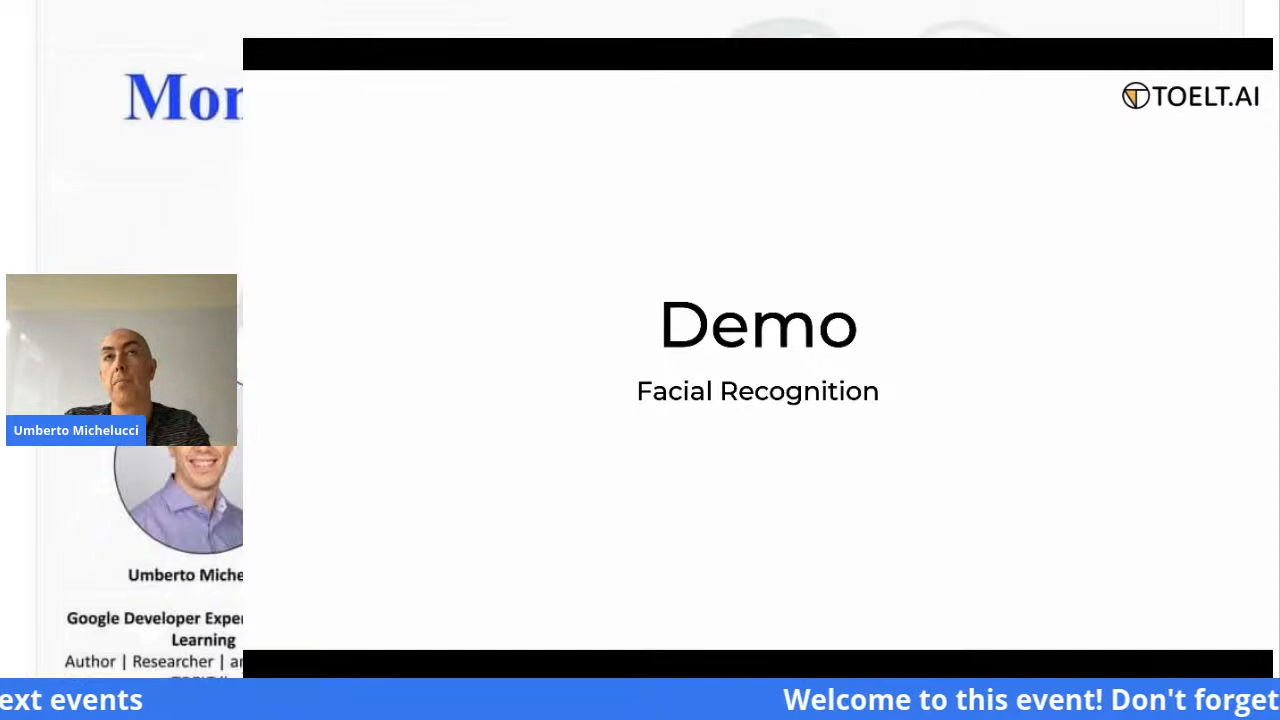 Mor
TOELT.AI
Demo
Facial Recognition
Umberto Michelucci
Umberto Miche
Google Developer Exper
Learning
Author | Researcher | ar
ext events
Welcome to this event! Don't forget